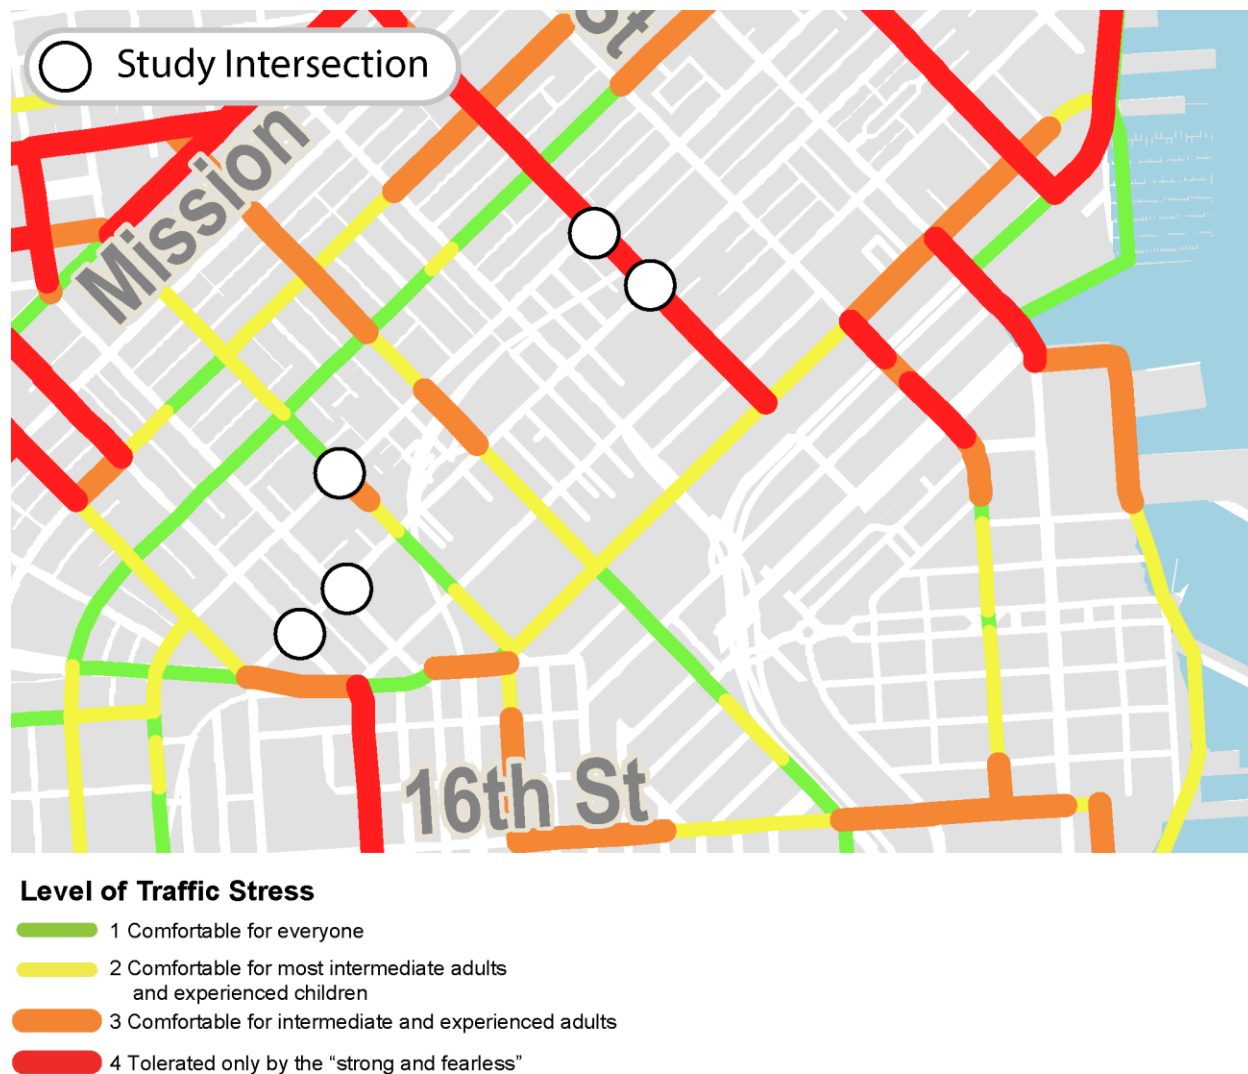 Study Intersection
st
Mission
16th St
Level of Traffic Stress
1 Comfortable for everyone
2 Comfortable for most intermediate adults
and experienced children
3 Comfortable for intermediate and experienced adults
4 Tolerated only by the “strong and fearless”